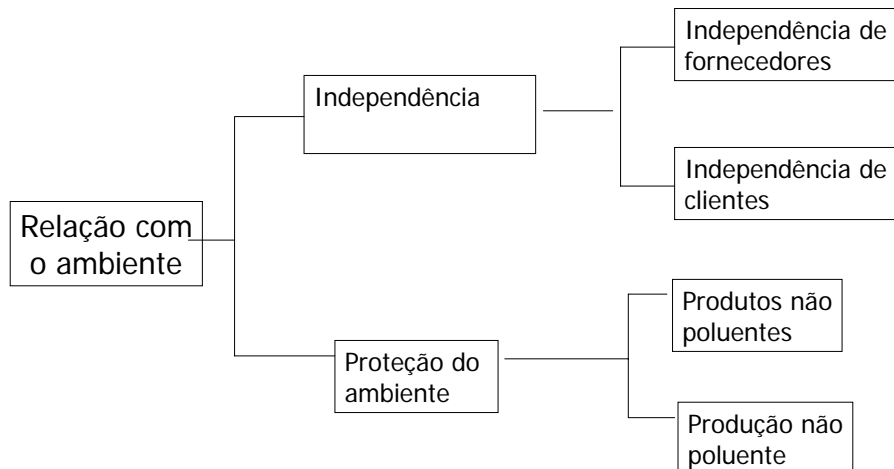 Relação com
o ambiente
Independência
Independência de
fornecedores
Independência de
clientes
Proteção do
ambiente
Produtos não
poluentes
Produção não
poluente